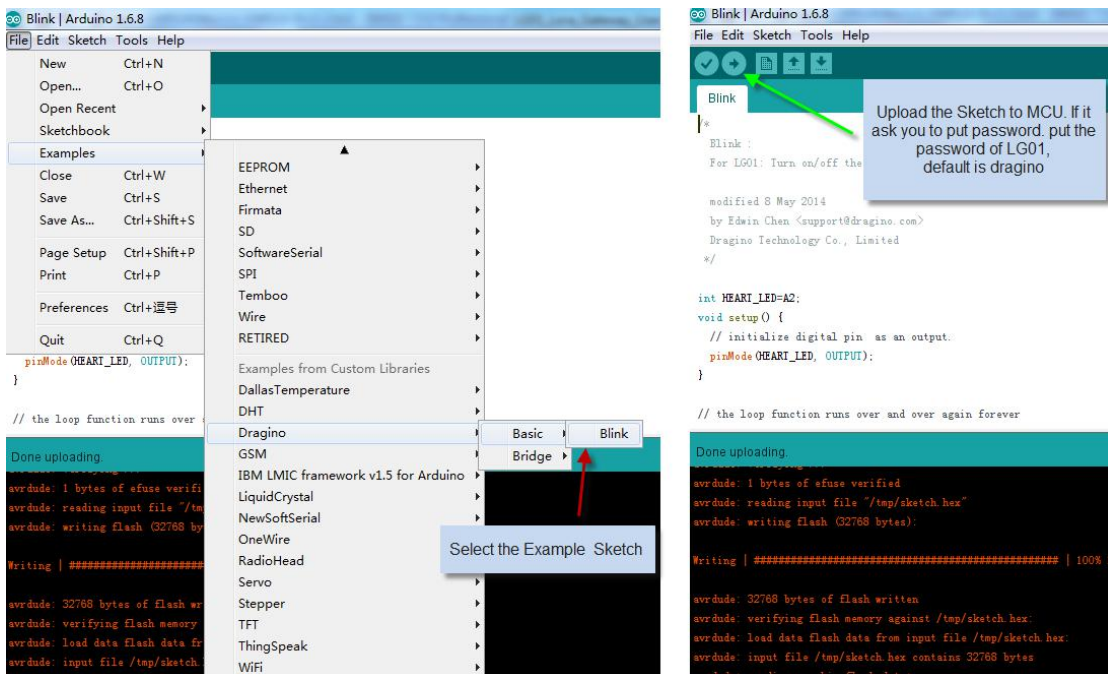 Blink | Arduino 1.6.8
File Edit Sketch Tools Help
New Ctrl+N
Open... Ctrl+O
Open Recent
Sketchbook
Examples
Close Ctrl+W
Save Ctrl+S
Save As... Ctrl+Shift+S
Page Setup Ctrl+Shift+P
Print Ctrl+P
Preferences Ctrl+逗号
Quit Ctrl+Q
pinMode(HEART_LED, OUTPUT);
}
// the loop function runs over
Done uploading.
avrdude: 1 bytes of efuse verifi
avrdude: reading input file "/tm
avrdude: writing flash (32768 by
Writing | ######################
avrdude: 32768 bytes of flash wr
avrdude: verifying flash memory
avrdude: load data flash data fr
avrdude: input file /tmp/sketch.
EEPROM
Ethernet
Firmata
SD
SoftwareSerial
SPI
Temboo
Wire
RETIRED
Examples from Custom Libraries
DallasTemperature
DHT
Dragino
GSM
IBM LMIC framework v1.5 for Arduino
LiquidCrystal
NewSoftSerial
OneWire
RadioHead
Servo
Stepper
TFT
ThingSpeak
WiFi
Basic
Bridge
Blink
Select the Example Sketch
Blink | Arduino 1.6.8
File Edit Sketch Tools Help
Blink
Upload the Sketch to MCU. If it
ask you to put password. put the
password of LG01,
default is dragino
/*
Blink :
For LG01: Turn on/off the
modified 8 May 2014
by Edwin Chen <support@dragino.com>
Dragino Technology Co., Limited
*/
int HEART_LED=A2;
void setup() {
// initialize digital pin as an output.
pinMode(HEART_LED, OUTPUT);
}
// the loop function runs over and over again forever
Done uploading.
avrdude: 1 bytes of efuse verified
avrdude: reading input file "/tmp/sketch.hex"
avrdude: writing flash (32768 bytes):
Writing | ################################################## | 100%
avrdude: 32768 bytes of flash written
avrdude: verifying flash memory against /tmp/sketch.hex:
avrdude: load data flash data from input file /tmp/sketch.hex:
avrdude: input file /tmp/sketch.hex contains 32768 bytes